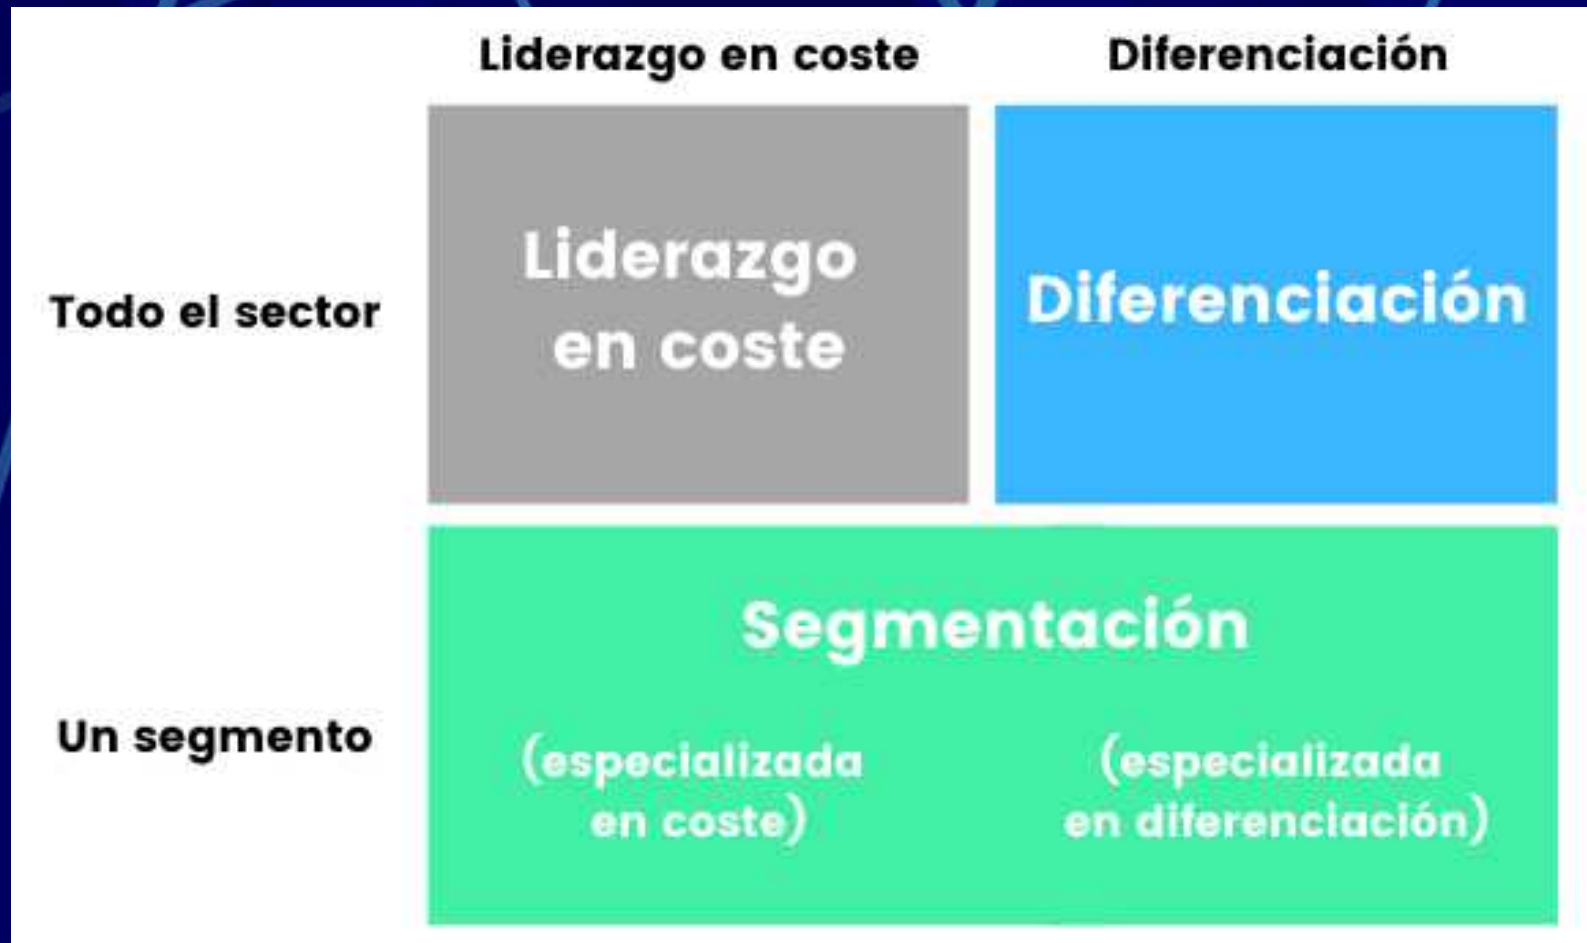 Liderazgo en coste
Diferenciación
Todo el sector
Liderazgo
en coste
Diferenciación
Un segmento
Segmentación
(especializada
en coste)
(especializada
en diferenciación)